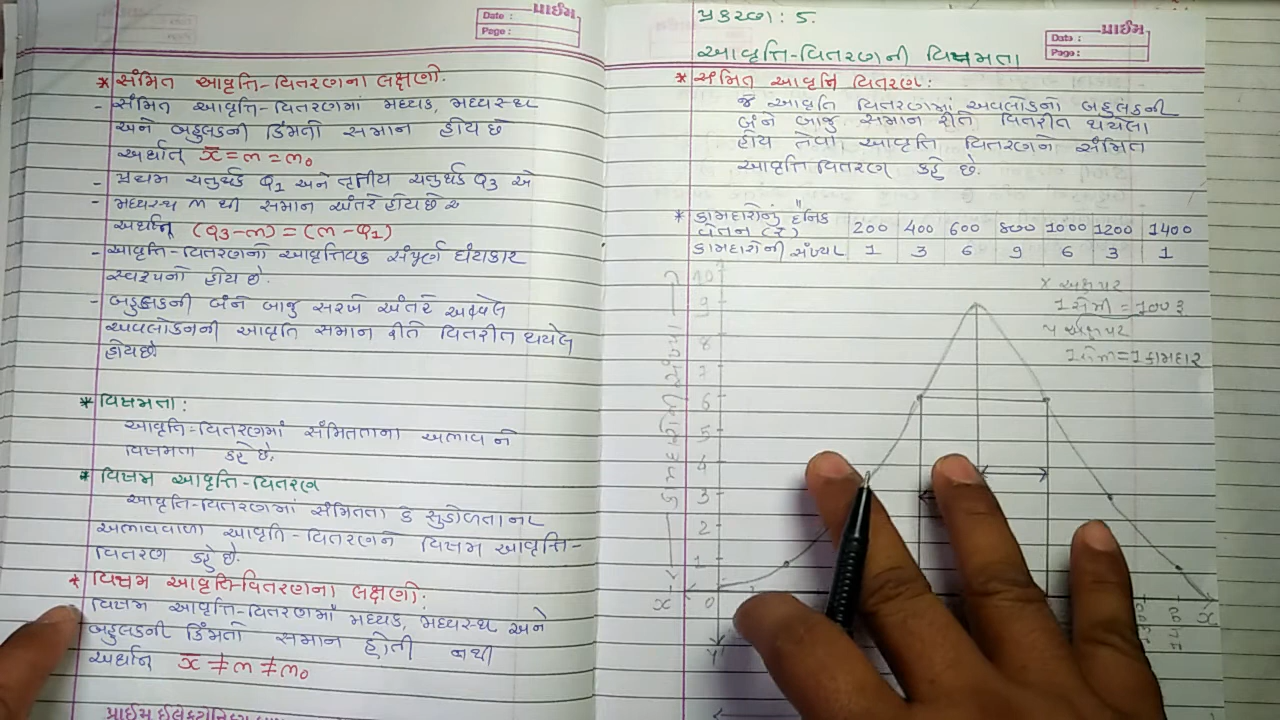 પ્રાઈમ
Date :
Page :
* સંમિત આવૃત્તિ-વિતરણના લક્ષણો.
- સંમિત આવૃત્તિ-વિતરણમાં મધ્યક, મધ્યસ્થ
અને બહુલકની કિંમતો સમાન હોય છે
અર્થાત્ x̄ = m = m₀
- પ્રથમ ચતુર્થક Q₁ અને તૃતીય ચતુર્થક Q₃ એ
- મધ્યસ્થ m થી સમાન અંતરે હોય છે
અર્થાત્ (Q₃-m) = (m-Q₁)
- આવૃત્તિ-વિતરણનો આવૃત્તિવક્ર સંપૂર્ણ ઘંટાકાર
સ્વરૂપનો હોય છે.
- બહુલકની બંને બાજુ સરખે અંતરે આવેલ
અવલોકનની આવૃત્તિ સમાન રીતે વિતરીત થયેલ
હોય છે
* વિષમતા :
આવૃત્તિ-વિતરણમાં સંમિતતાના અભાવ ને
વિષમતા કહે છે.
* વિષમ આવૃત્તિ-વિતરણ
આવૃત્તિ-વિતરણમાં સંમિતતા કે સુડોળતાના
અભાવવાળા આવૃત્તિ-વિતરણને વિષમ આવૃત્તિ-
વિતરણ કહે છે.
* વિષમ આવૃત્તિ-વિતરણના લક્ષણો :
વિષમ આવૃત્તિ-વિતરણમાં મધ્યક, મધ્યસ્થ અને
બહુલકની કિંમતો સમાન હોતી નથી
અર્થાત્ x̄ ≠ m ≠ m₀
પ્રકરણ : 5.
પ્રાઈમ
Date :
Page :
આવૃત્તિ-વિતરણની વિષમતા
* સંમિત આવૃત્તિ વિતરણ :
જે આવૃત્તિ વિતરણમાં અવલોકનો બહુલકની
બંને બાજુ સમાન રીતે વિતરીત થયેલા
હોય તેવા આવૃત્તિ વિતરણને સંમિત
આવૃત્તિ વિતરણ કહે છે.
* કામદારોનું દૈનિક
વેતન (₹) 200 400 600 800 1000 1200 1400
કામદારોની સંખ્યા 1 3 6 9 6 3 1
x અક્ષ પર
1 સેમી = 100 ₹
y અક્ષ પર
1 સેમી = 1 કામદાર
10
9
8
7
6
5
4
3
2
1
X 0 X
Y